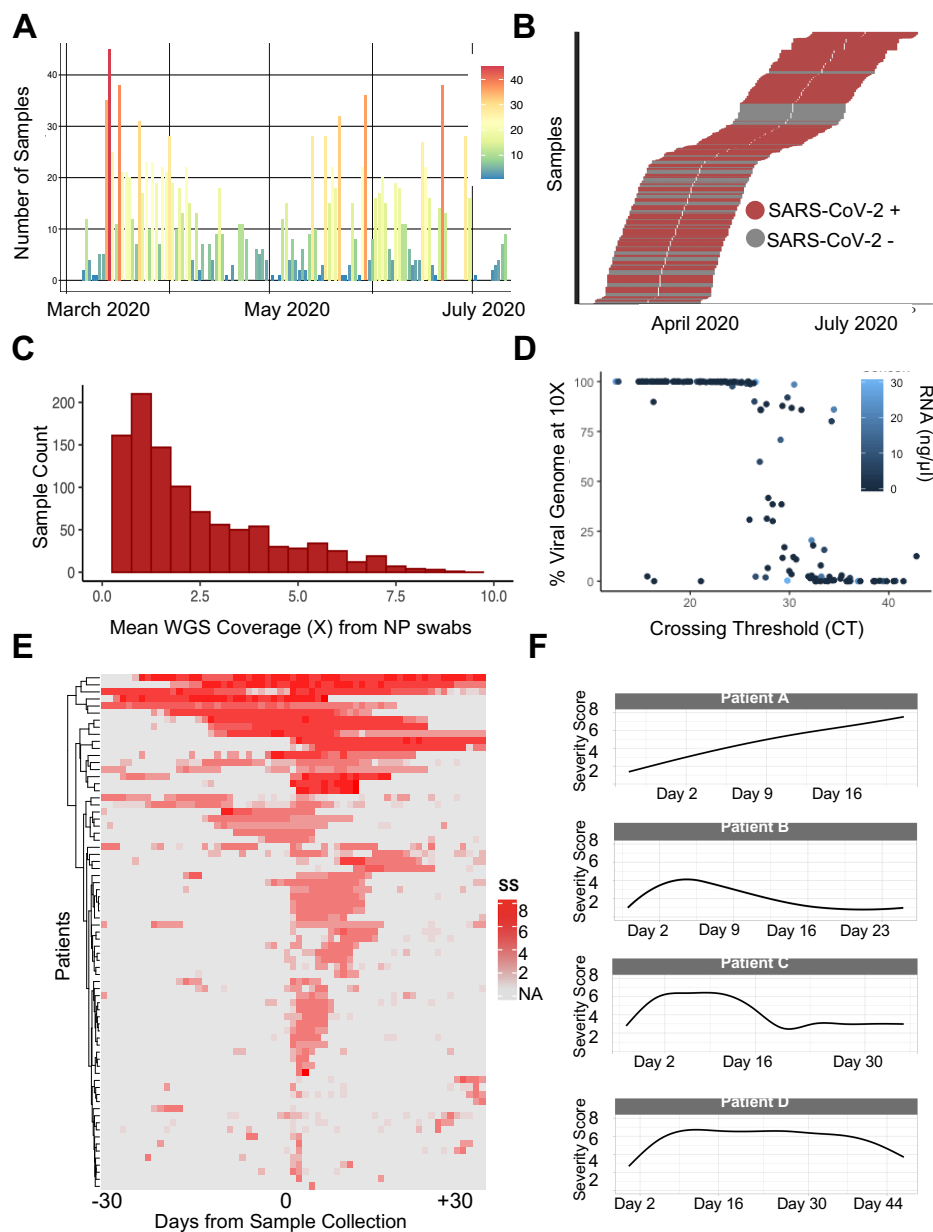 A
Number of Samples
40
30
20
10
0
40
30
20
10
March 2020
May 2020
July 2020
B
Samples
SARS-CoV-2 +
SARS-CoV-2 -
April 2020
July 2020
C
Sample Count
200
150
100
50
0
0.0
2.5
5.0
7.5
10.0
Mean WGS Coverage (X) from NP swabs
D
% Viral Genome at 10X
100
75
50
25
0
20
30
40
Crossing Threshold (CT)
30
20
10
0
RNA (ng/µl)
E
Patients
SS
8
6
4
2
NA
-30
0
+30
Days from Sample Collection
F
Patient A
Severity Score
8
6
4
2
Day 2
Day 9
Day 16
Patient B
Severity Score
8
6
4
2
Day 2
Day 9
Day 16
Day 23
Patient C
Severity Score
8
6
4
2
Day 2
Day 16
Day 30
Patient D
Severity Score
8
6
4
2
Day 2
Day 16
Day 30
Day 44